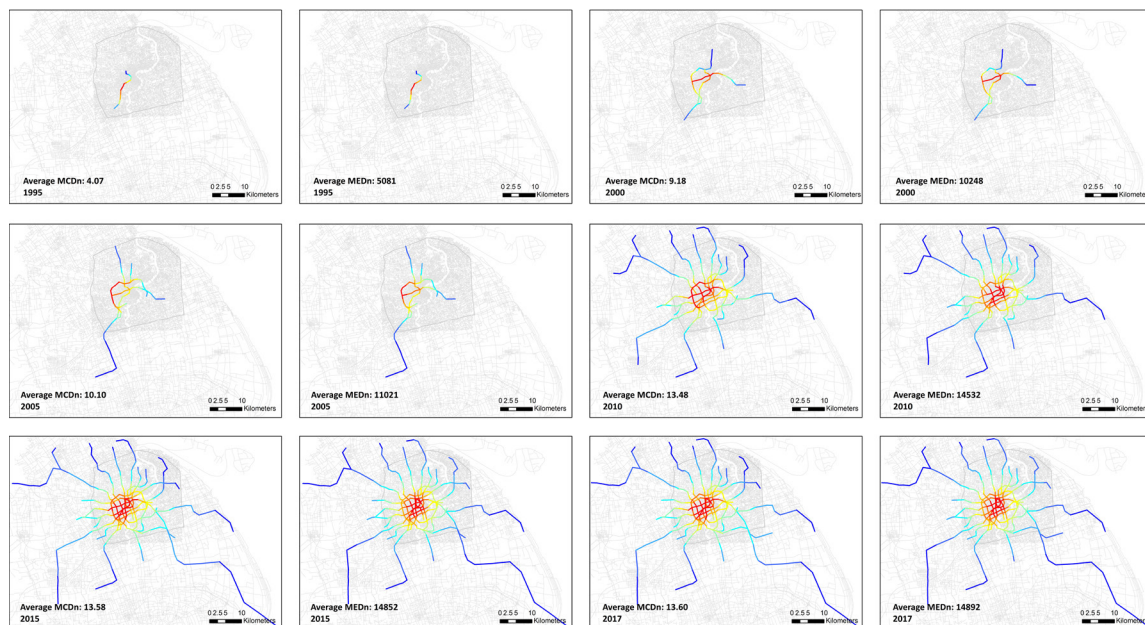 0 2.5 5 10
Average MCDn: 4.07
1995
Kilometers
0 2.5 5 10
Average MEDn: 5081
1995
Kilometers
0 2.5 5 10
Average MCDn: 9.18
2000
Kilometers
0 2.5 5 10
Average MEDn: 10248
2000
Kilometers
0 2.5 5 10
Average MCDn: 10.10
2005
Kilometers
0 2.5 5 10
Average MEDn: 11021
2005
Kilometers
0 2.5 5 10
Average MCDn: 13.48
2010
Kilometers
0 2.5 5 10
Average MEDn: 14532
2010
Kilometers
0 2.5 5 10
Average MCDn: 13.58
2015
Kilometers
0 2.5 5 10
Average MEDn: 14852
2015
Kilometers
0 2.5 5 10
Average MCDn: 13.60
2017
Kilometers
0 2.5 5 10
Average MEDn: 14892
2017
Kilometers